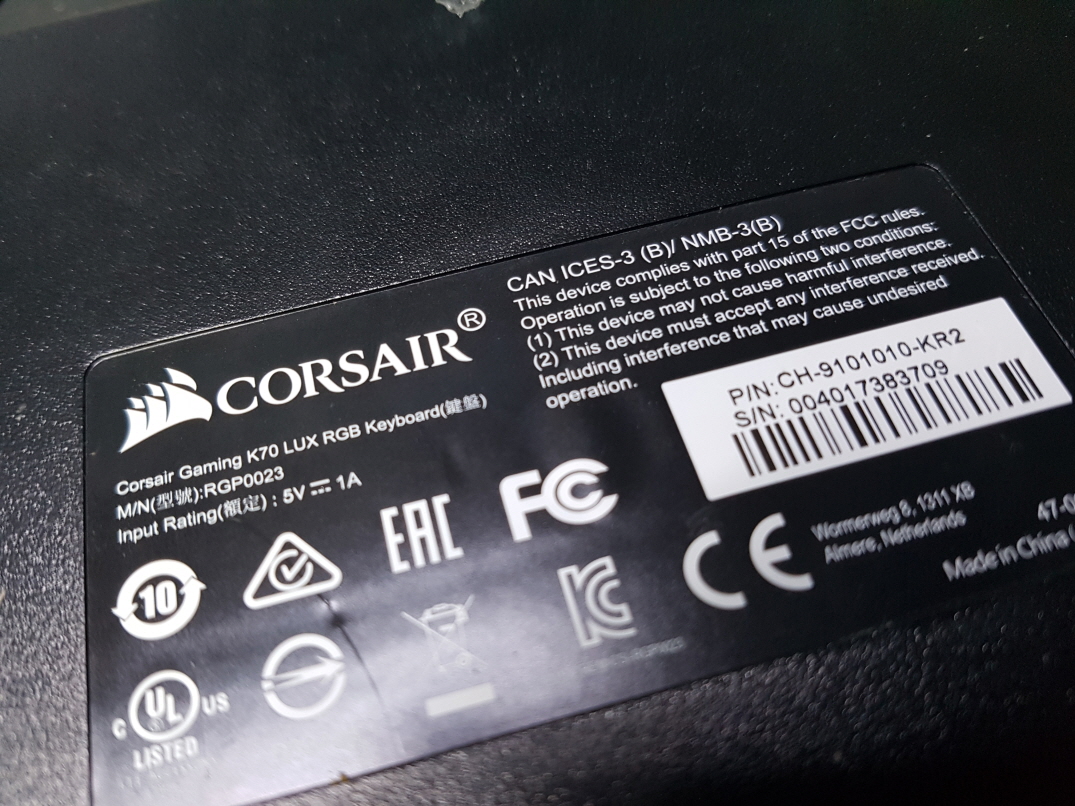 CORSAIR®
Corsair Gaming K70 LUX RGB Keyboard(鍵盤)
M/N(型號):RGP0023
Input Rating(額定) : 5V ⎓ 1A
CAN ICES-3 (B)/ NMB-3(B)
This device complies with part 15 of the FCC rules.
Operation is subject to the following two conditions:
(1) This device may not cause harmful interference.
(2) This device must accept any interference received.
Including interference that may cause undesired
operation.
P/N: CH-9101010-KR2
S/N: 004017383709
10
EAC
FC
CE
Wormerweg 8, 1311 XB
Almere, Netherlands
Made in China
C UL US
LISTED